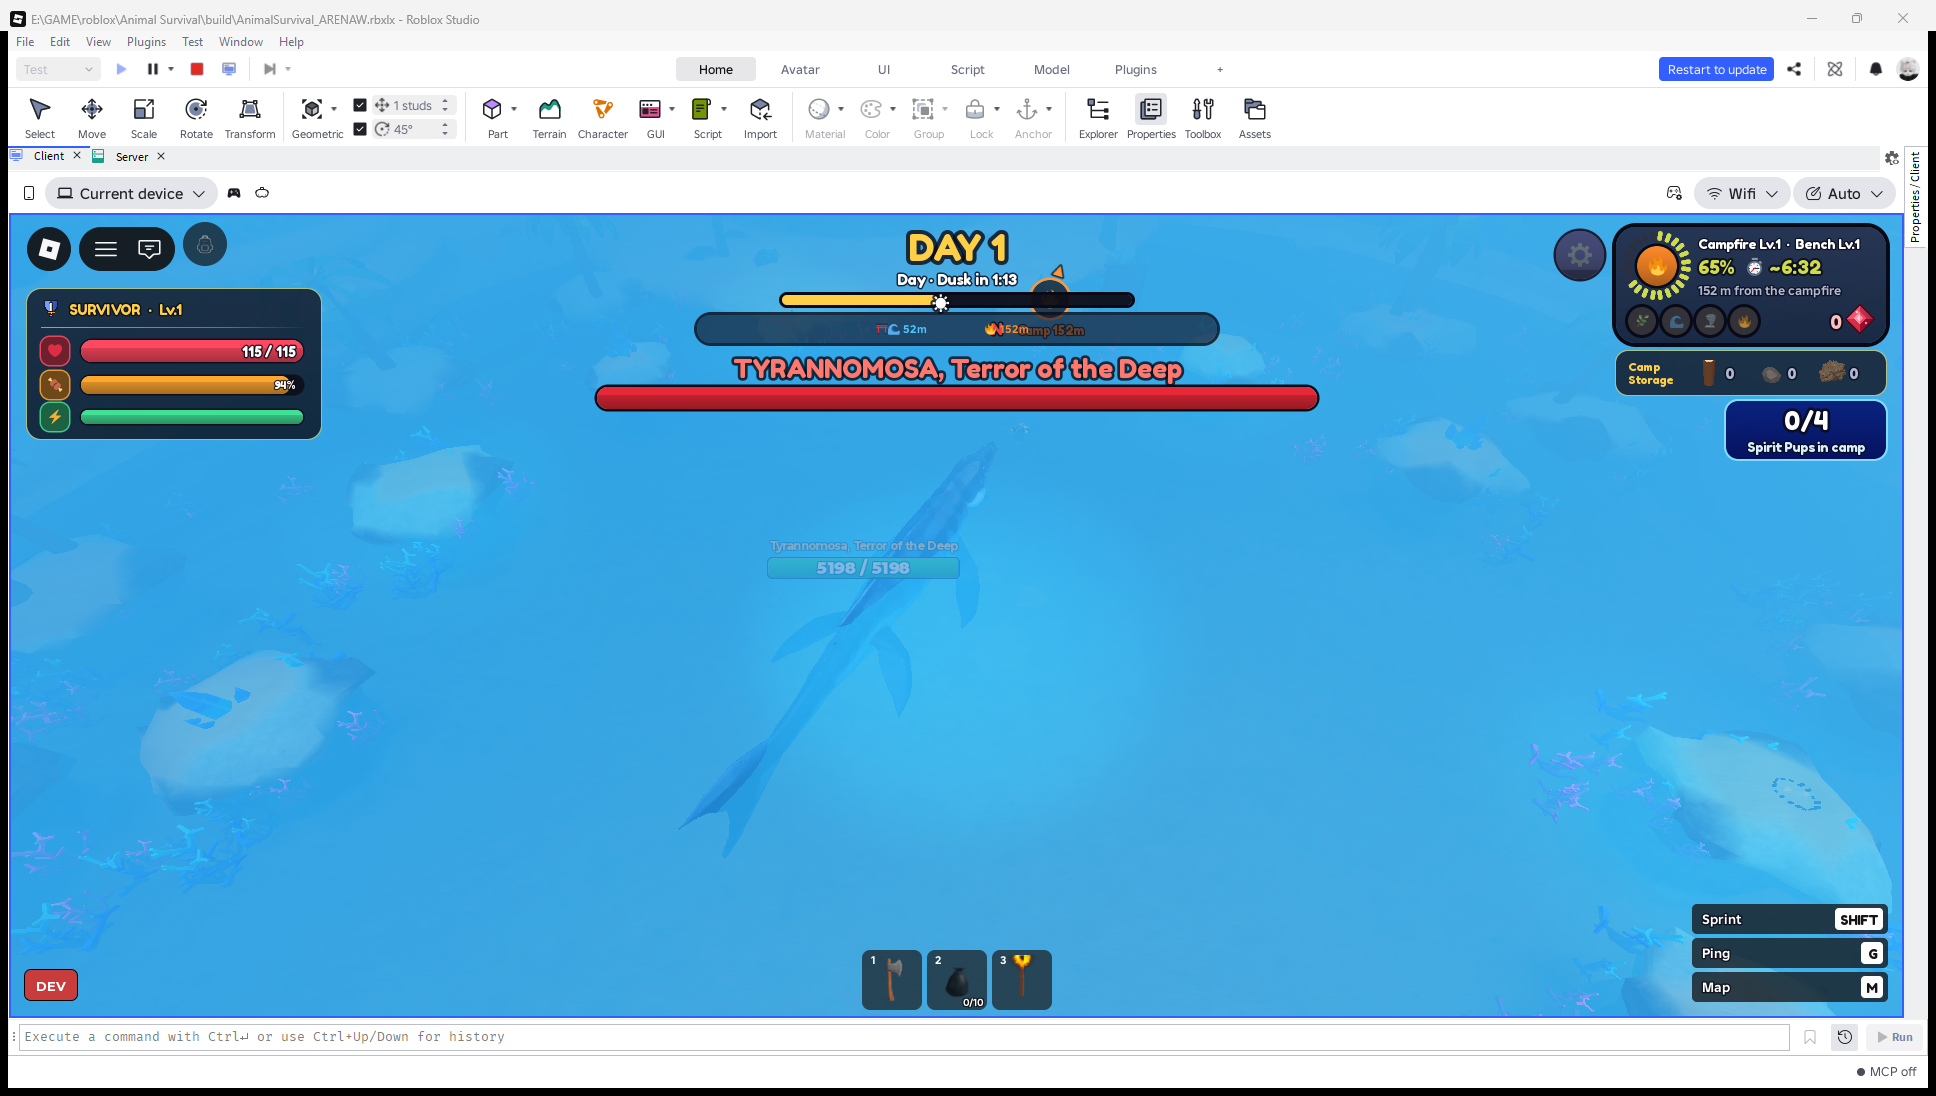 E:\GAME\roblox\Animal Survival\build\AnimalSurvival_ARENAW.rbxlx - Roblox Studio
File Edit View Plugins Test Window Help
Test
Home Avatar UI Script Model Plugins +
Restart to update
Select Move Scale Rotate Transform Geometric
1 studs
45°
Part Terrain Character GUI Script Import Material Color Group Lock Anchor Explorer Properties Toolbox Assets
Client Server
Properties / Client
Current device
Wifi Auto
DAY 1
Day · Dusk in 1:13
52m
152m
152m
TYRANNOMOSA, Terror of the Deep
SURVIVOR · Lv.1
115 / 115
94%
Campfire Lv.1 · Bench Lv.1
65% ~6:32
152 m from the campfire
0
Camp Storage 0 0 0
0/4
Spirit Pups in camp
Tyrannomosa, Terror of the Deep
5198 / 5198
Sprint SHIFT
Ping G
Map M
DEV
1 2 3
0/10
Execute a command with Ctrl↵ or use Ctrl+Up/Down for history
Run
MCP off